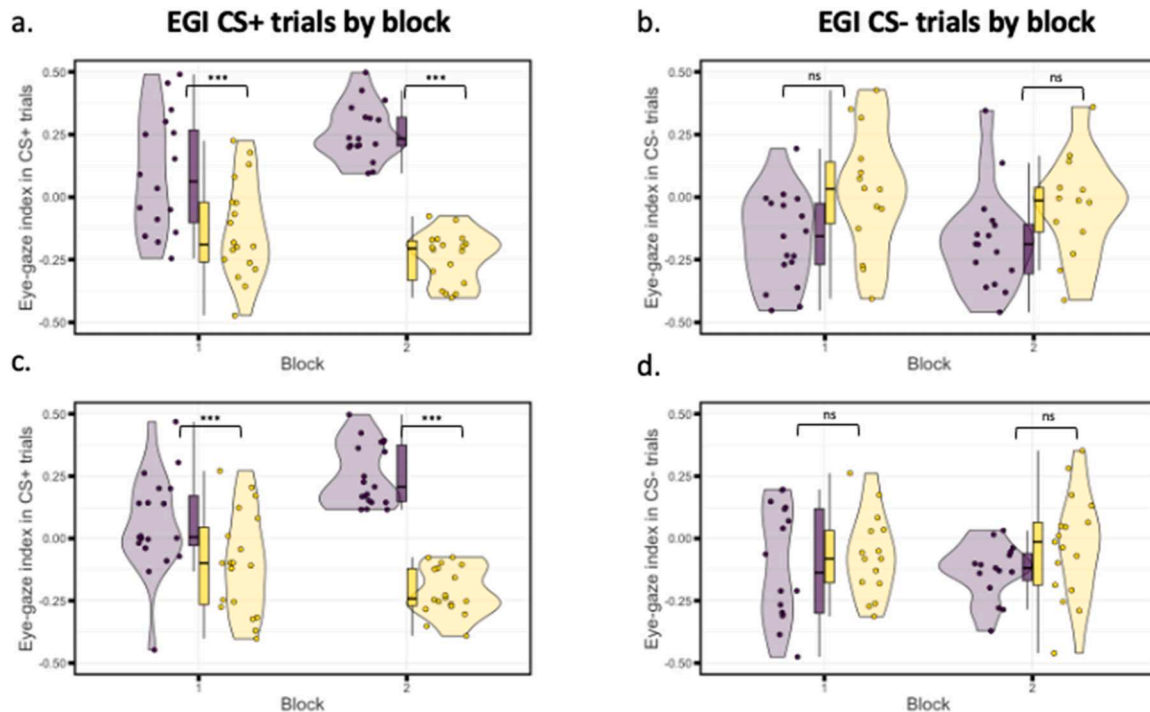 a.
EGI CS+ trials by block
b.
EGI CS- trials by block
Eye-gaze index in CS+ trials
0.50
0.25
0.00
-0.25
-0.50
***
***
1
2
Block
Eye-gaze index in CS- trials
0.50
0.25
0.00
-0.25
-0.50
ns
ns
1
2
Block
c.
d.
Eye-gaze index in CS+ trials
0.50
0.25
0.00
-0.25
-0.50
***
***
1
2
Block
Eye-gaze index in CS- trials
0.50
0.25
0.00
-0.25
-0.50
ns
ns
1
2
Block